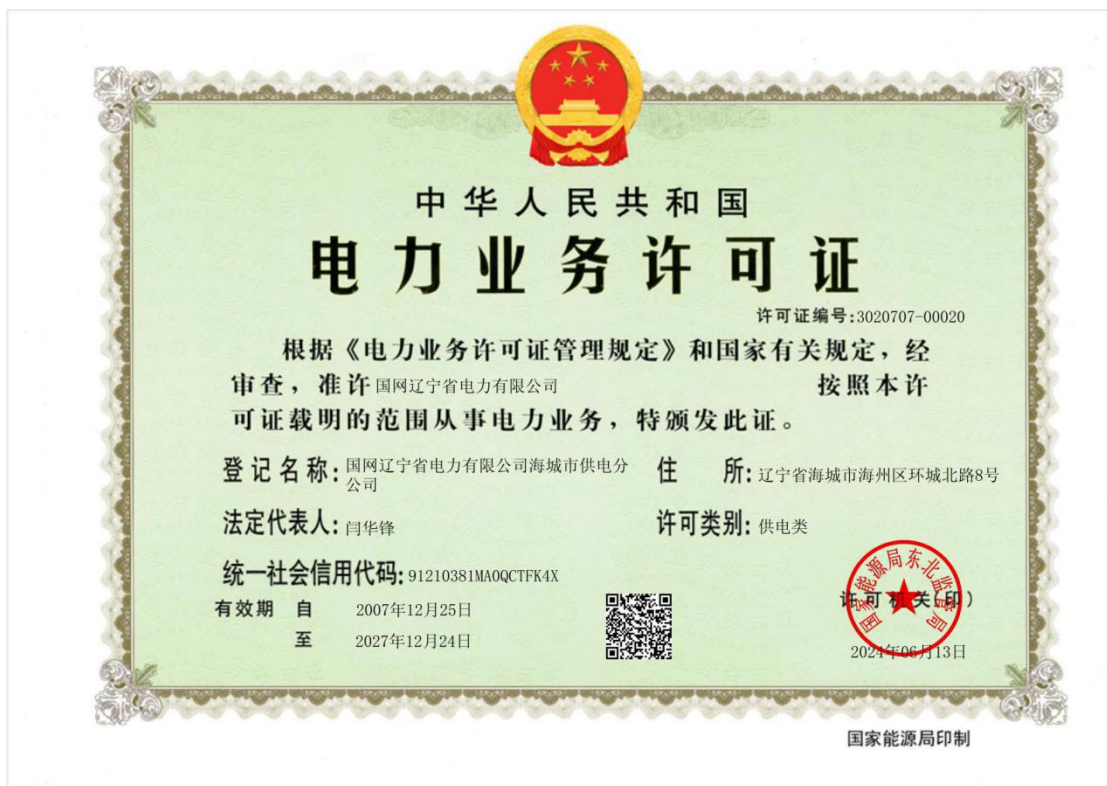 中华人民共和国
电力业务许可证
许可证编号:3020707-00020
根据《电力业务许可证管理规定》和国家有关规定，经
审查，准许 国网辽宁省电力有限公司 按照本许
可证载明的范围从事电力业务，特颁发此证。
登记名称: 国网辽宁省电力有限公司海城市供电分
公司
住 所: 辽宁省海城市海州区环城北路8号
法定代表人: 闫华锋
许可类别: 供电类
统一社会信用代码: 91210381MA0QCTFK4X
有效期 自 2007年12月25日
至 2027年12月24日
许可机关(印)
国家能源局东北监管局
2024年06月13日
国家能源局印制